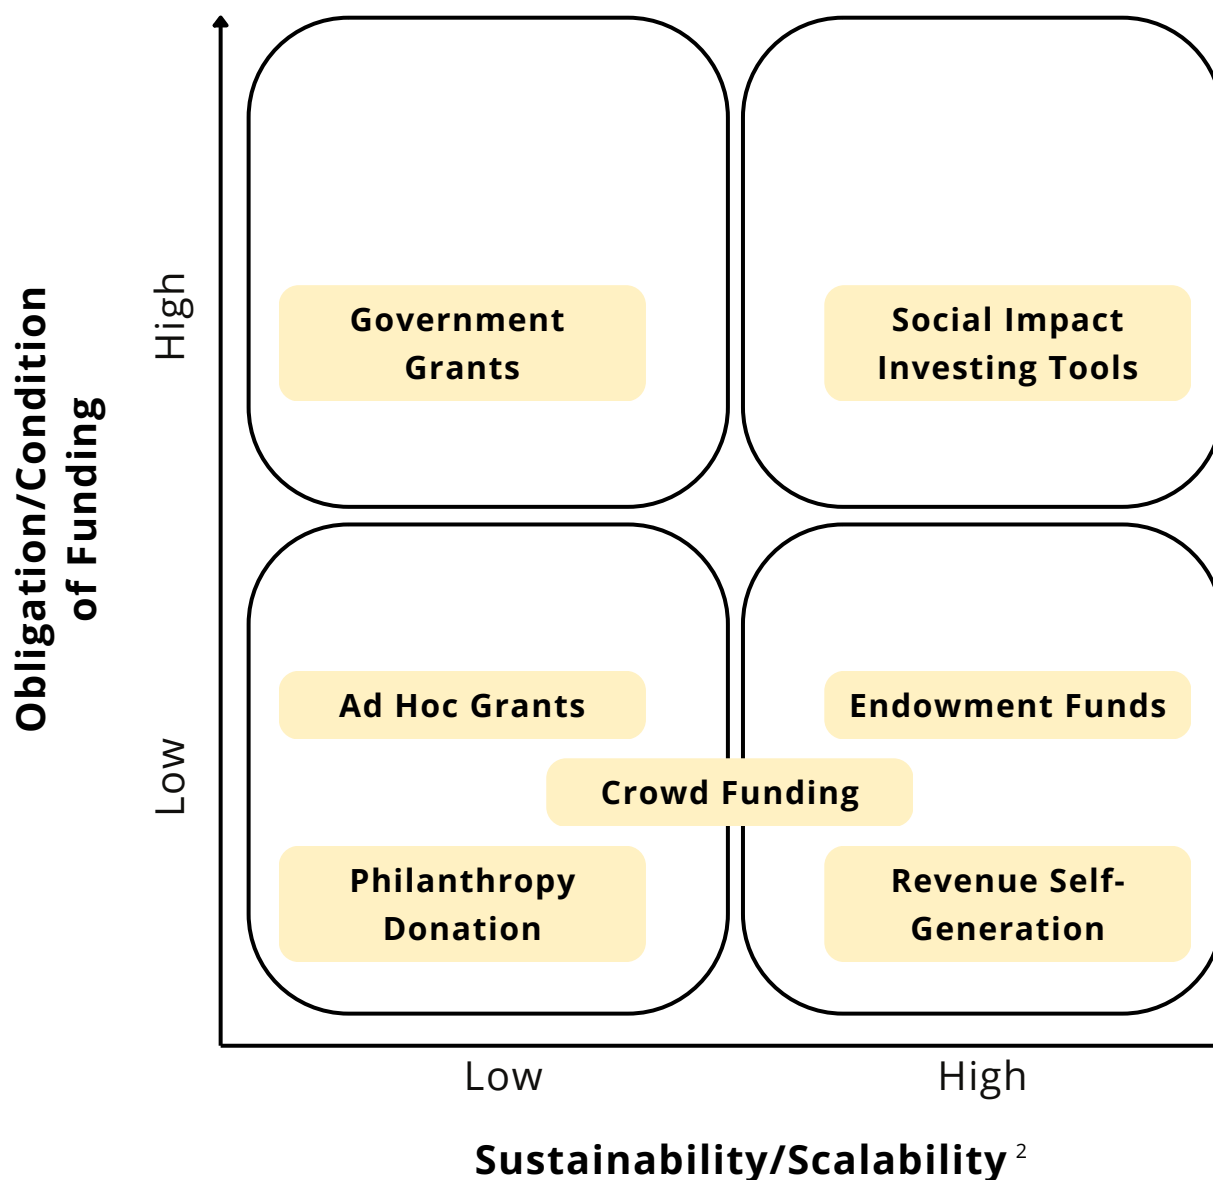 Obligation/Condition
of Funding
High
Low
Government
Grants
Social Impact
Investing Tools
Ad Hoc Grants
Endowment Funds
Crowd Funding
Philanthropy
Donation
Revenue Self-
Generation
Low
High
Sustainability/Scalability 2